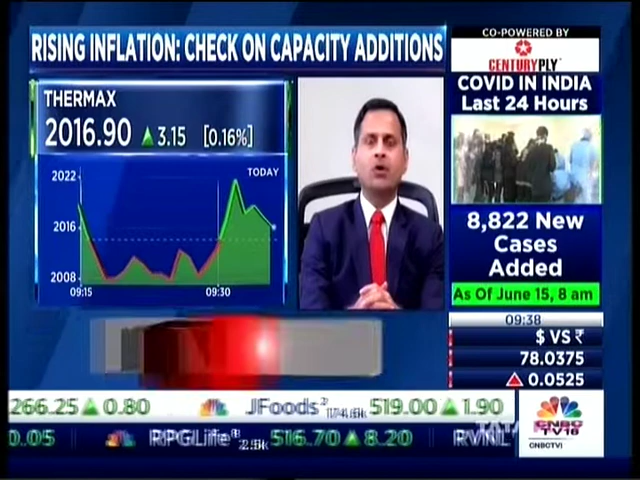 RISING INFLATION: CHECK ON CAPACITY ADDITIONS
CO-POWERED BY
CENTURYPLY
THERMAX
2016.90 ▲ 3.15 [0.16%]
TODAY
2022
2016
2008
09:15 09:30
COVID IN INDIA
Last 24 Hours
8,822 New
Cases
Added
As Of June 15, 8 am
09:38
$ VS ₹
78.0375
▲ 0.0525
266.25 ▲ 0.80 JFoods 519.00 ▲ 1.90
0.05 RPGLife 2.5k 516.70 ▲ 8.20 RVNL
CNBC
TV18
CNBCTV1